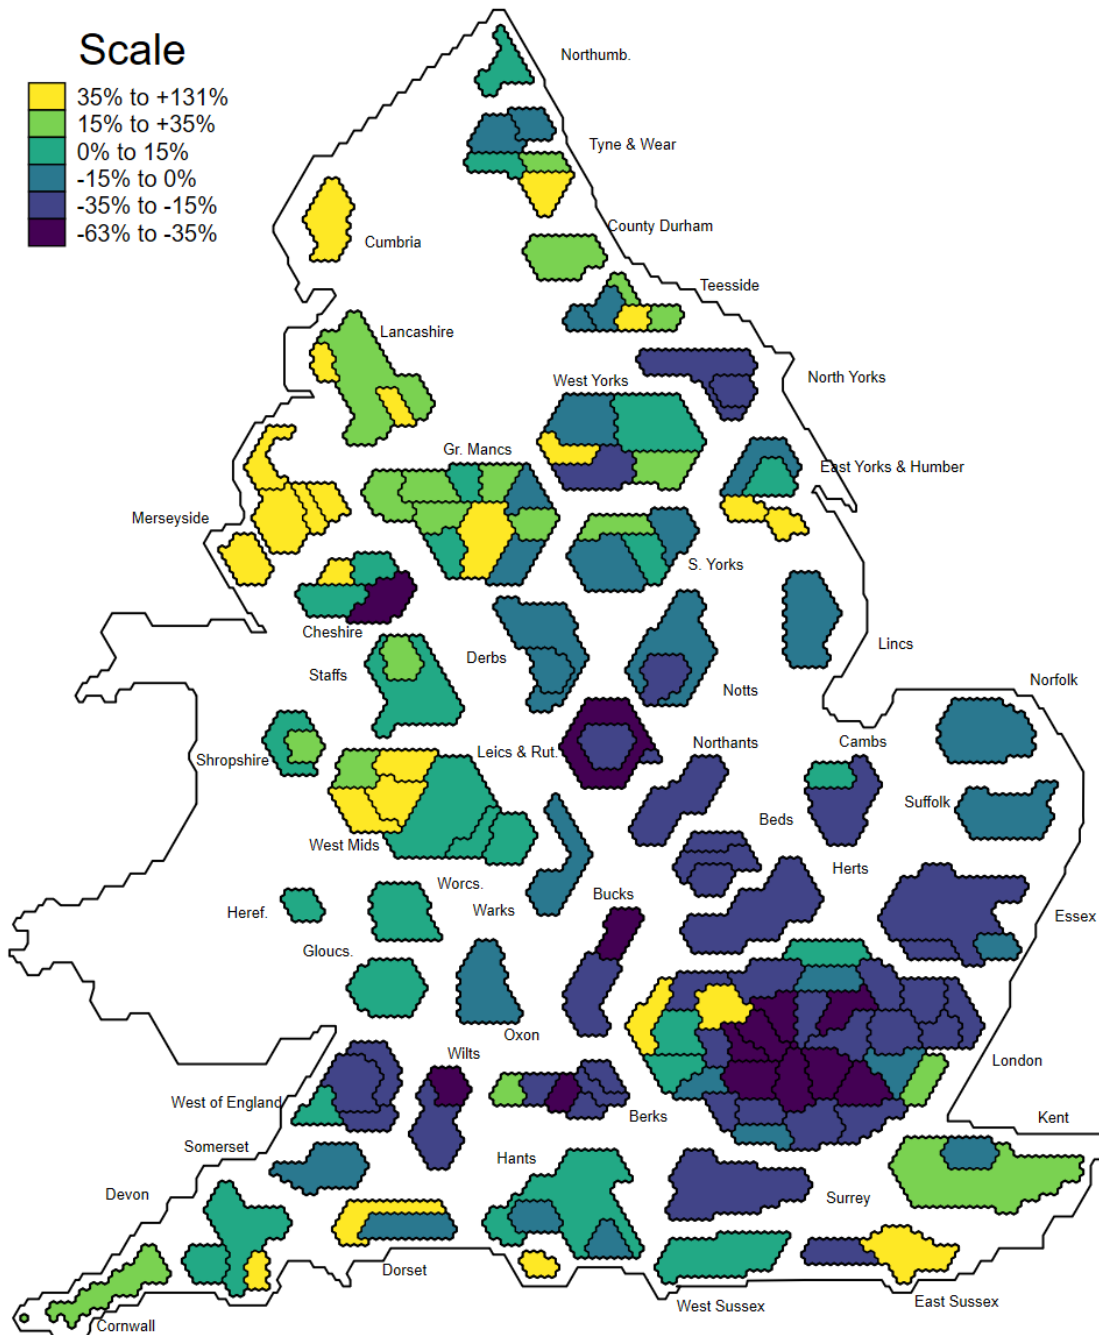 Scale
35% to +131%
15% to +35%
0% to 15%
-15% to 0%
-35% to -15%
-63% to -35%
Northumb.
Tyne & Wear
County Durham
Cumbria
Teesside
Lancashire
North Yorks
West Yorks
Gr. Mancs
East Yorks & Humber
Merseyside
S. Yorks
Cheshire
Lincs
Derbs
Staffs
Notts
Norfolk
Northants
Cambs
Leics & Rut.
Shropshire
Suffolk
Beds
West Mids
Herts
Worcs.
Bucks
Heref.
Warks
Essex
Gloucs.
Oxon
Wilts
London
West of England
Berks
Kent
Somerset
Hants
Devon
Surrey
Dorset
West Sussex
East Sussex
Cornwall